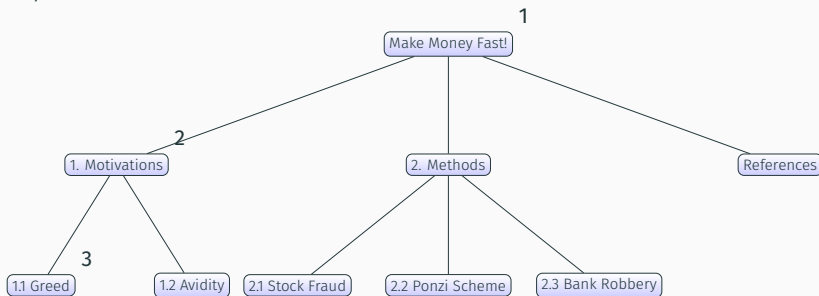 1
Make Money Fast!
2
1. Motivations
2. Methods
References
3
1.1 Greed
1.2 Avidity
2.1 Stock Fraud
2.2 Ponzi Scheme
2.3 Bank Robbery